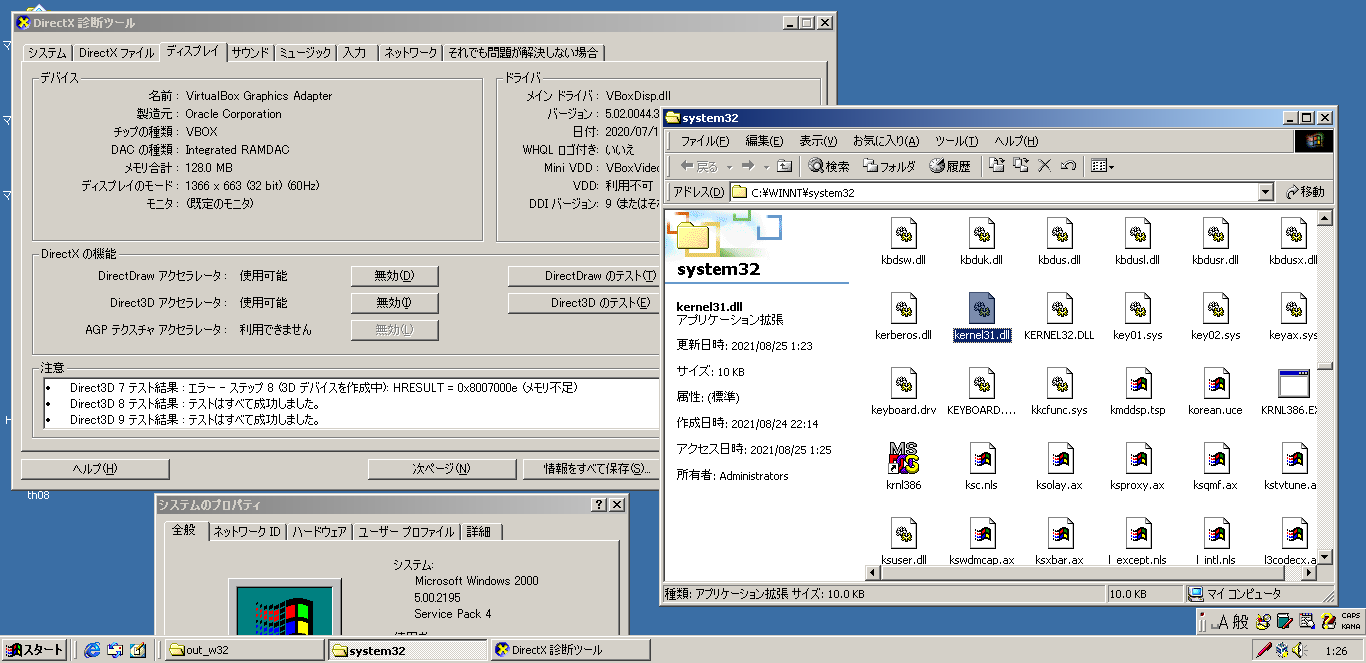 DirectX 診断ツール
システム DirectX ファイル ディスプレイ サウンド ミュージック 入力 ネットワーク それでも問題が解決しない場合
デバイス
名前: VirtualBox Graphics Adapter
製造元: Oracle Corporation
チップの種類: VBOX
DAC の種類: Integrated RAMDAC
メモリ合計: 128.0 MB
ディスプレイのモード: 1366 x 663 (32 bit) (60Hz)
モニタ: (既定のモニタ)
ドライバ
メイン ドライバ: VBoxDisp.dll
バージョン: 5.02.0044.3
日付: 2020/07/1
WHQL ロゴ付き: いいえ
Mini VDD: VBoxVideo
VDD: 利用不可
DDI バージョン: 9 (またはそ
DirectX の機能
DirectDraw アクセラレータ: 使用可能 無効(D) DirectDraw のテスト(T)
Direct3D アクセラレータ: 使用可能 無効(I) Direct3D のテスト(E)
AGP テクスチャ アクセラレータ: 利用できません 無効(L)
注意
• Direct3D 7 テスト結果 : エラー - ステップ 8 (3D デバイスを作成中): HRESULT = 0x8007000e (メモリ不足)
• Direct3D 8 テスト結果 : テストはすべて成功しました。
• Direct3D 9 テスト結果 : テストはすべて成功しました。
ヘルプ(H) 次ページ(N) 情報をすべて保存(S)...
th08
システムのプロパティ
全般 ネットワーク ID ハードウェア ユーザー プロファイル 詳細
システム:
Microsoft Windows 2000
5.00.2195
Service Pack 4
system32
ファイル(F) 編集(E) 表示(V) お気に入り(A) ツール(T) ヘルプ(H)
戻る 検索 フォルダ 履歴
アドレス(D) C:¥WINNT¥system32 移動
system32
kernel31.dll
アプリケーション拡張
更新日時: 2021/08/25 1:23
サイズ: 10 KB
属性: (標準)
作成日時: 2021/08/24 22:14
アクセス日時: 2021/08/25 1:25
所有者: Administrators
kbdsw.dll kbduk.dll kbdus.dll kbdusl.dll kbdusr.dll kbdusx.dll
kerberos.dll kernel31.dll KERNEL32.DLL key01.sys key02.sys keyax.sys
keyboard.drv KEYBOARD.... kkcfunc.sys kmddsp.tsp korean.uce KRNL386.EX
krnl386 ksc.nls ksolay.ax ksproxy.ax ksqmf.ax kstvtune.a
ksuser.dll kswdmcap.ax ksxbar.ax l_except.nls l_intl.nls l3codecx.a
種類: アプリケーション拡張 サイズ: 10.0 KB 10.0 KB マイ コンピュータ
A 般 CAPS
KANA
スタート out_w32 system32 DirectX 診断ツール 1:26